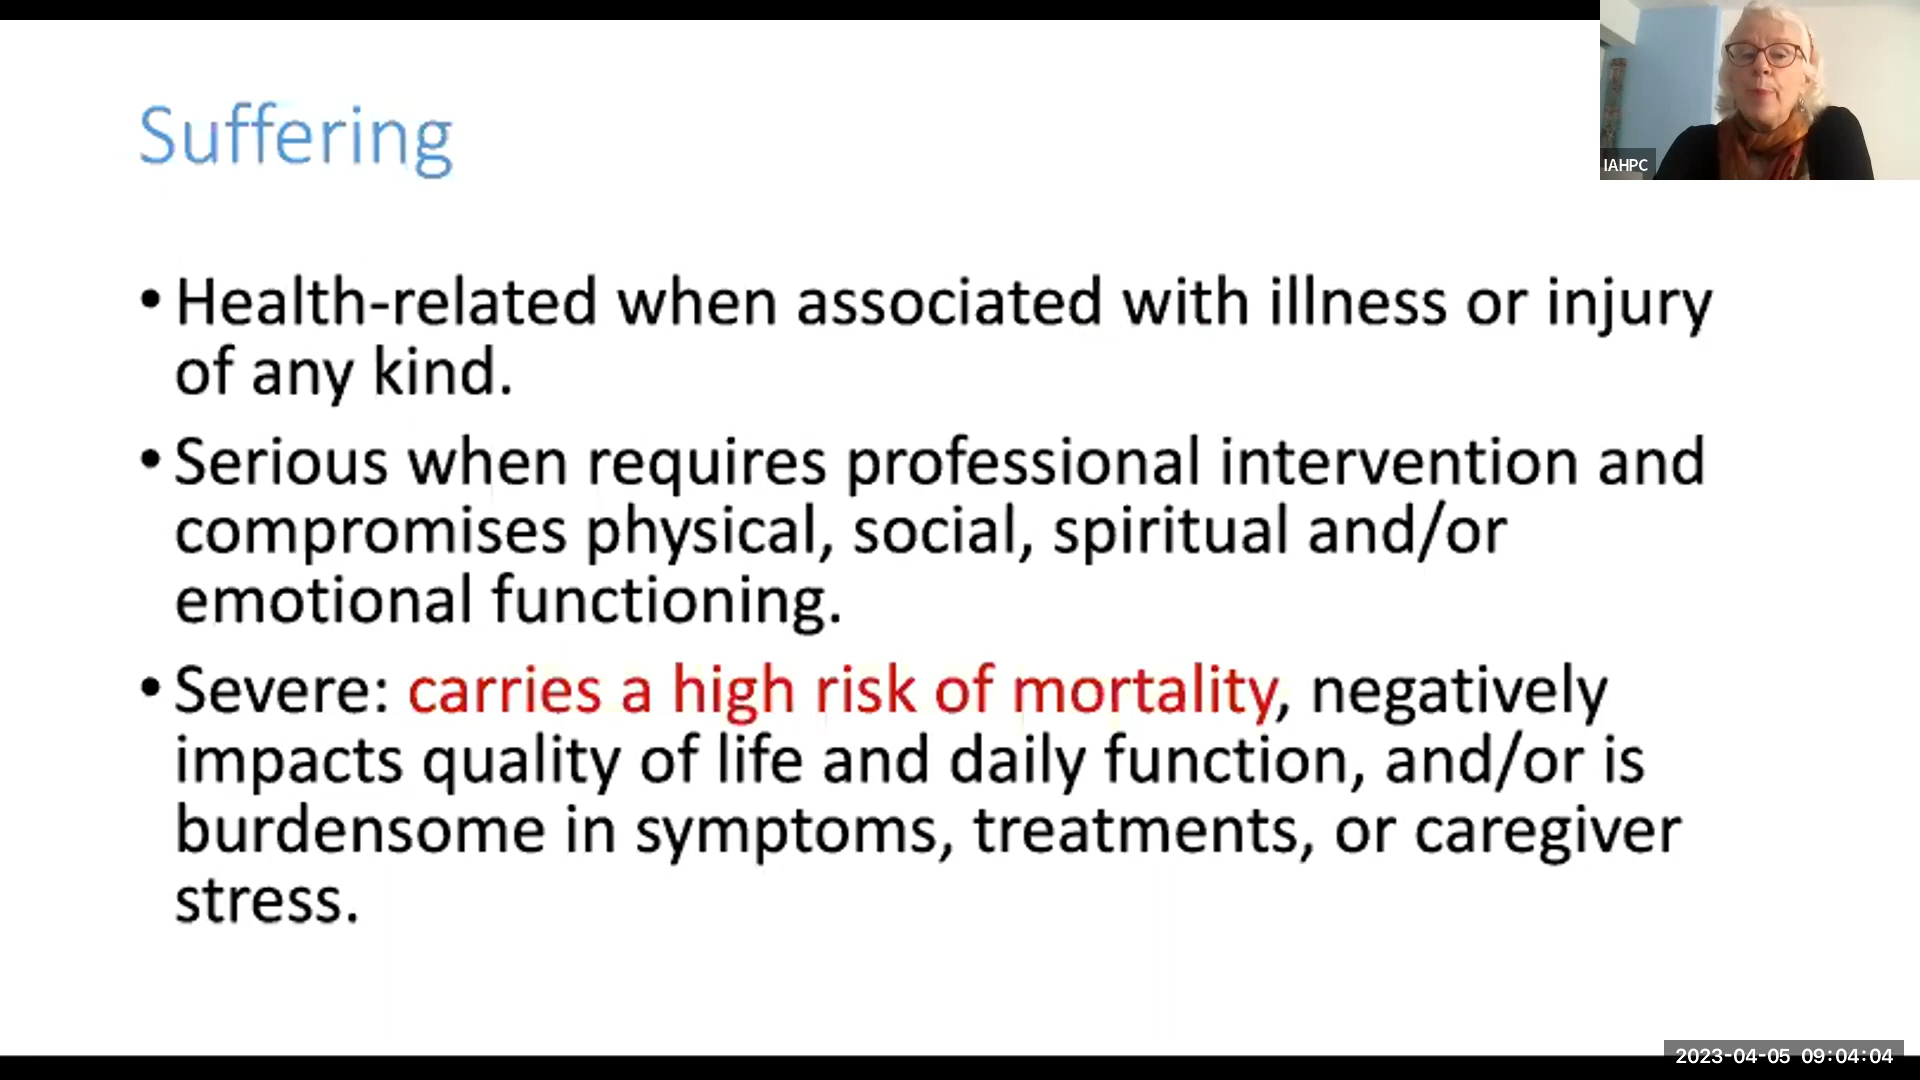 Suffering
IAHPC
• Health-related when associated with illness or injury
of any kind.
• Serious when requires professional intervention and
compromises physical, social, spiritual and/or
emotional functioning.
• Severe: carries a high risk of mortality, negatively
impacts quality of life and daily function, and/or is
burdensome in symptoms, treatments, or caregiver
stress.
2023-04-05 09:04:04